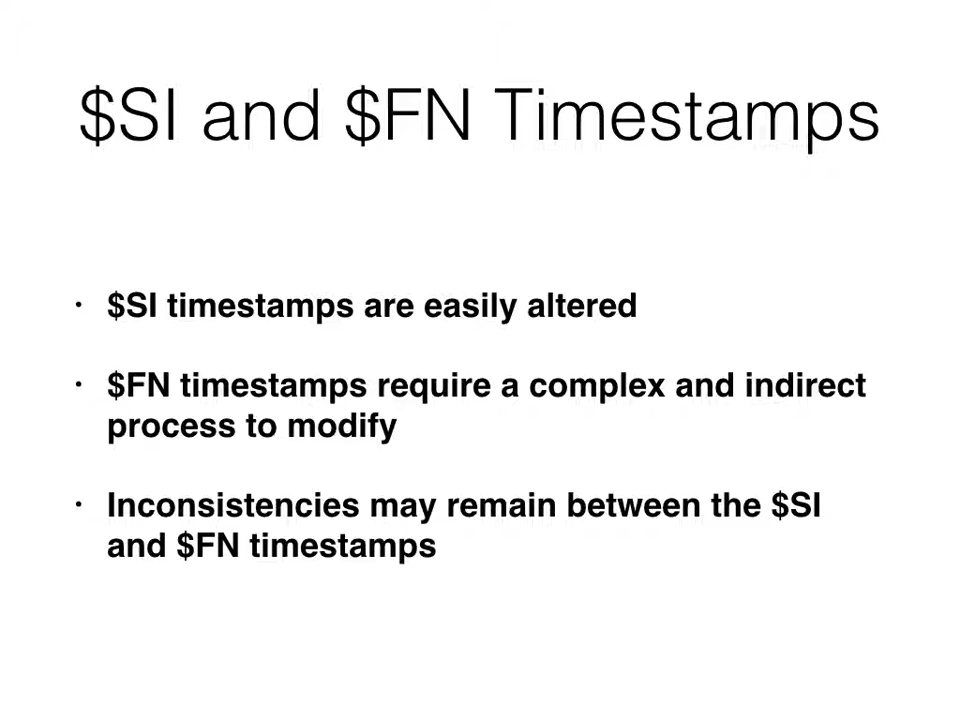 $SI and $FN Timestamps
• $SI timestamps are easily altered
• $FN timestamps require a complex and indirect
process to modify
• Inconsistencies may remain between the $SI
and $FN timestamps